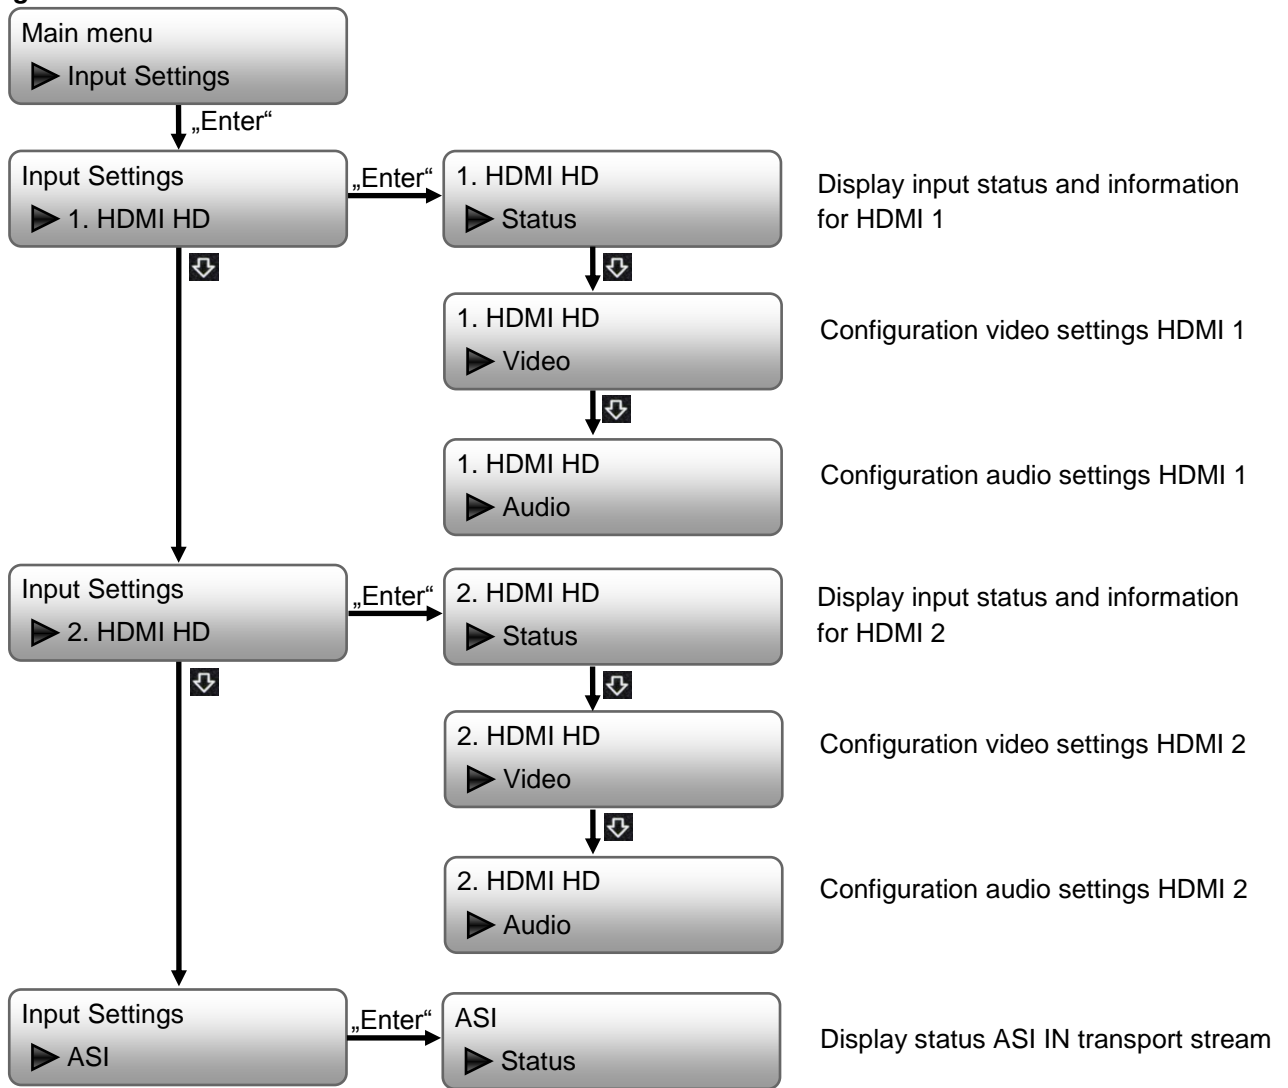 Main menu
Input Settings
„Enter“
Input Settings
1. HDMI HD
„Enter“
1. HDMI HD
Status
Display input status and information
for HDMI 1
1. HDMI HD
Video
Configuration video settings HDMI 1
1. HDMI HD
Audio
Configuration audio settings HDMI 1
Input Settings
2. HDMI HD
„Enter“
2. HDMI HD
Status
Display input status and information
for HDMI 2
2. HDMI HD
Video
Configuration video settings HDMI 2
2. HDMI HD
Audio
Configuration audio settings HDMI 2
Input Settings
ASI
„Enter“
ASI
Status
Display status ASI IN transport stream